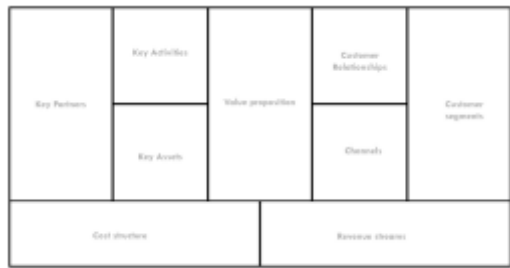 Key Partners
Key Activities
Key Assets
Value proposition
Customer
Relationships
Channels
Customer
segments
Cost structure
Revenue streams